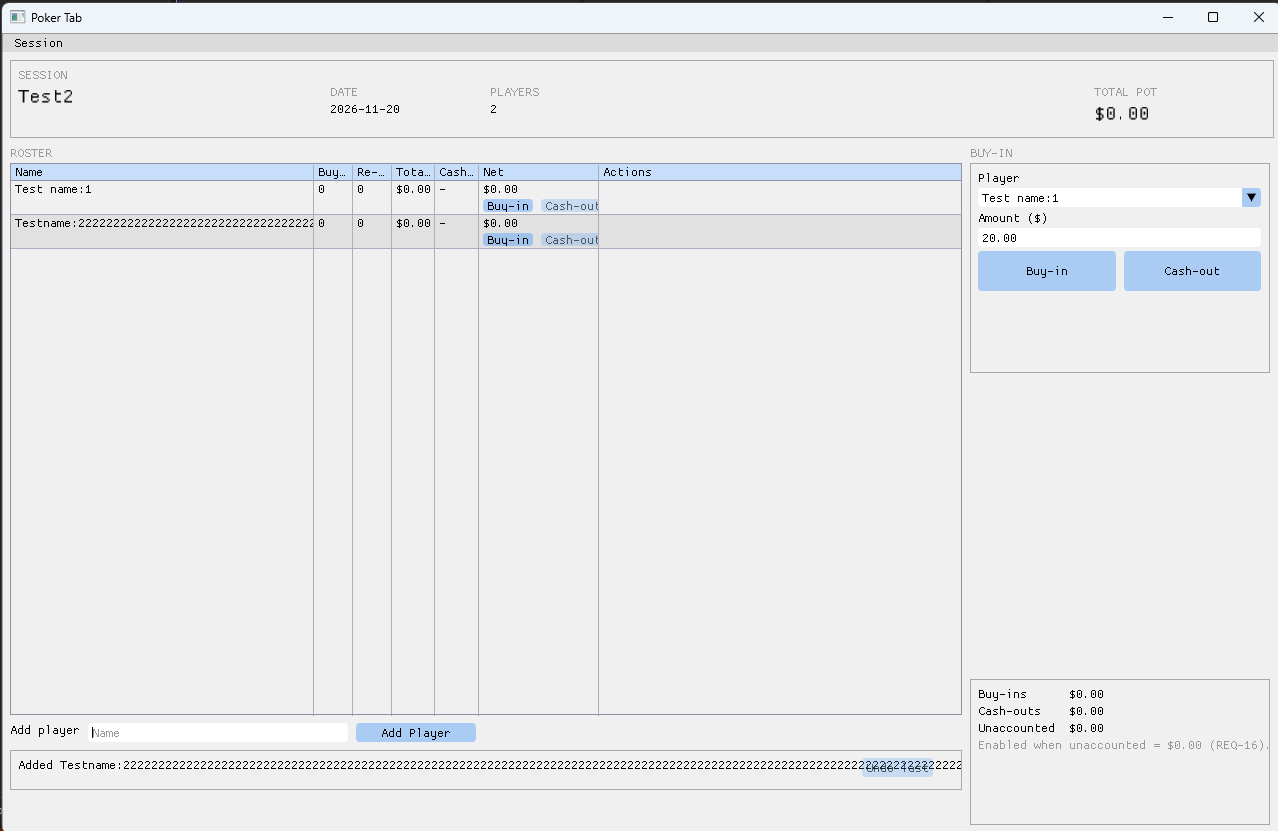 Poker Tab
Session
SESSION
Test2
DATE
2026-11-20
PLAYERS
2
TOTAL POT
$0.00
ROSTER
Name Buy… Re-… Tota… Cash… Net Actions
Test name:1 0 0 $0.00 – $0.00
Buy-in Cash-out
Testname:2222222222222222222222222222222222 0 0 $0.00 – $0.00
Buy-in Cash-out
Add player Name Add Player
Added
Undo last
BUY-IN
Player
Test name:1
Amount ($)
20.00
Buy-in Cash-out
Buy-ins $0.00
Cash-outs $0.00
Unaccounted $0.00
Enabled when unaccounted = $0.00 (REQ-16).